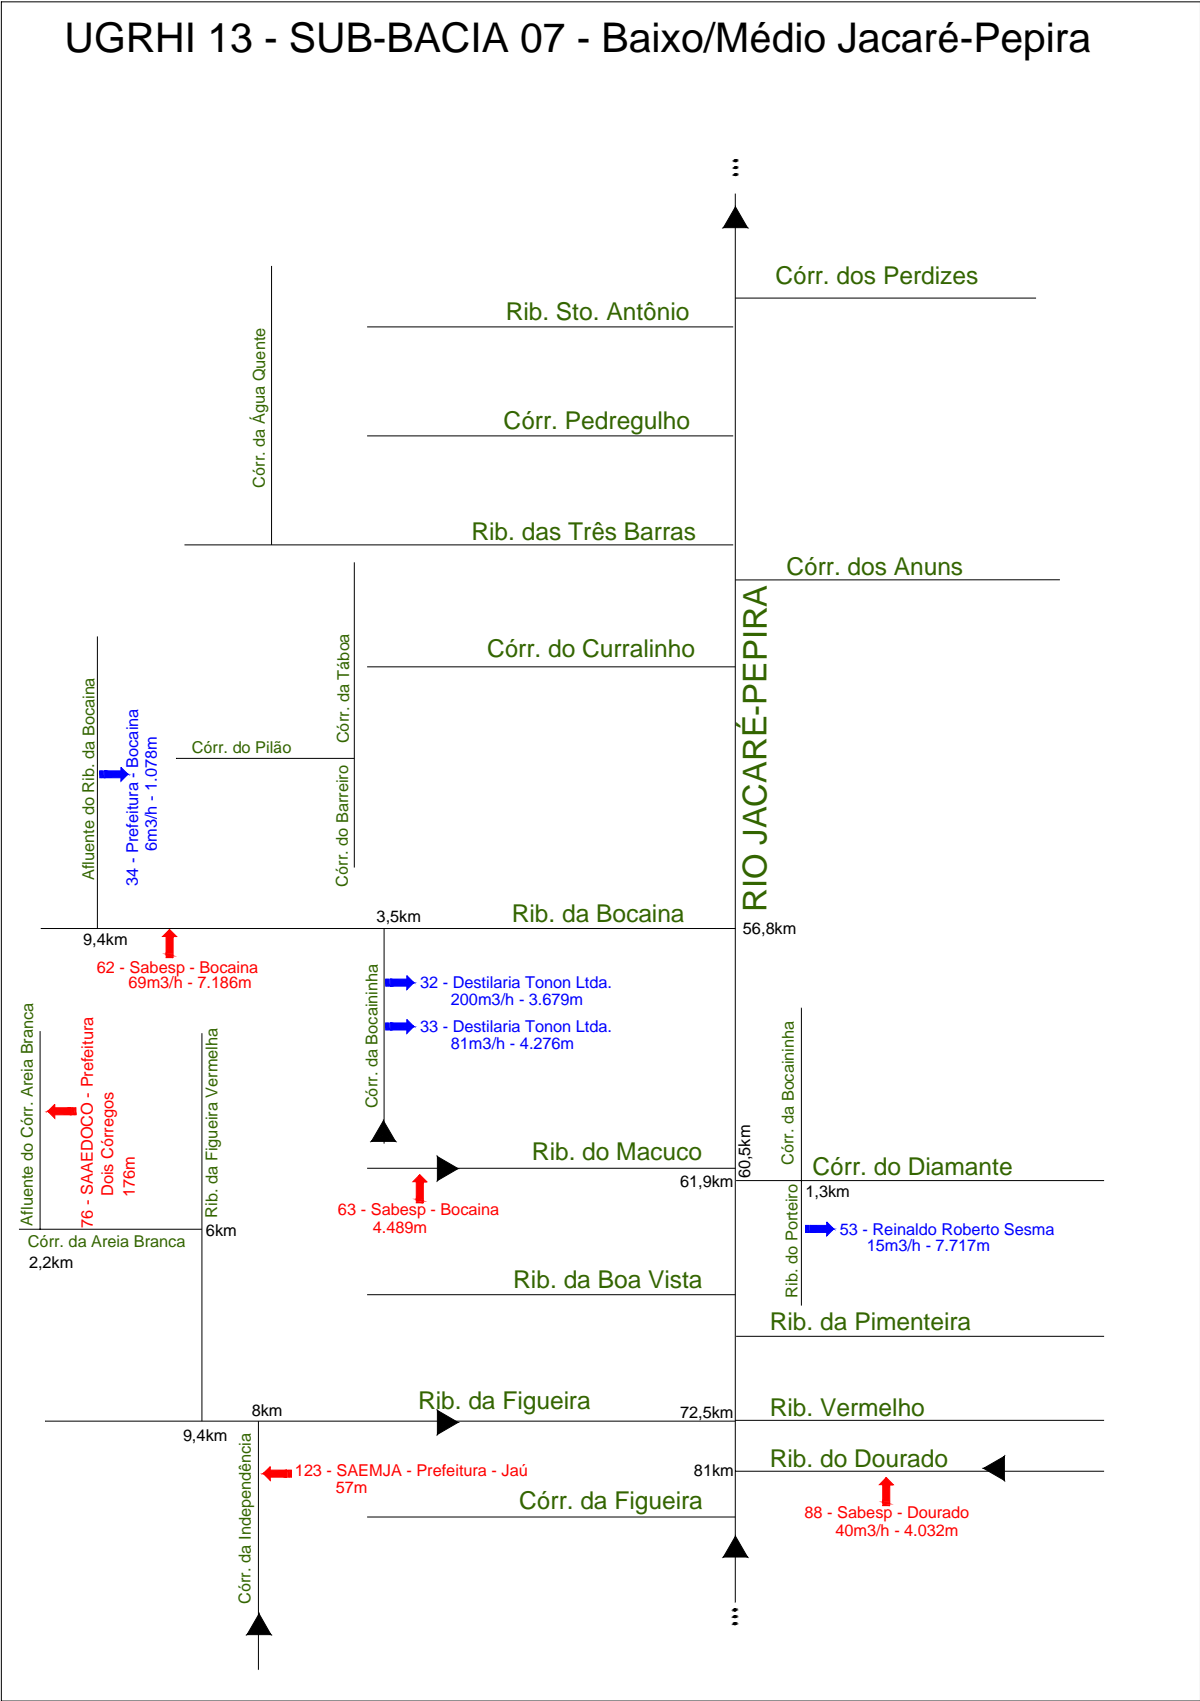 UGRHI 13 - SUB-BACIA 07 - Baixo/Médio Jacaré-Pepira
Córr. dos Perdizes
Rib. Sto. Antônio
Córr. da Água Quente
Córr. Pedregulho
Rib. das Três Barras
Córr. dos Anuns
RIO JACARÉ-PEPIRA
Córr. da Táboa
Córr. do Curralinho
Afluente do Rib. da Bocaina
34 - Prefeitura - Bocaina
6m3/h - 1.078m
Córr. do Pilão
Córr. do Barreiro
3,5km
Rib. da Bocaina
56,8km
9,4km
62 - Sabesp - Bocaina
69m3/h - 7.186m
Córr. da Bocaininha
32 - Destilaria Tonon Ltda.
200m3/h - 3.679m
33 - Destilaria Tonon Ltda.
81m3/h - 4.276m
Afluente do Córr. Areia Branca
76 - SAAEDOCO - Prefeitura
Dois Córregos
176m
Rib. da Figueira Vermelha
Córr. da Bocaininha
60,5km
Rib. do Macuco
61,9km
Córr. do Diamante
1,3km
63 - Sabesp - Bocaina
4.489m
Rib. do Porteiro
53 - Reinaldo Roberto Sesma
15m3/h - 7.717m
6km
Córr. da Areia Branca
2,2km
Rib. da Boa Vista
Rib. da Pimenteira
8km
Rib. da Figueira
72,5km
Rib. Vermelho
9,4km
Córr. da Independência
123 - SAEMJA - Prefeitura - Jaú
57m
81km
Rib. do Dourado
Córr. da Figueira
88 - Sabesp - Dourado
40m3/h - 4.032m